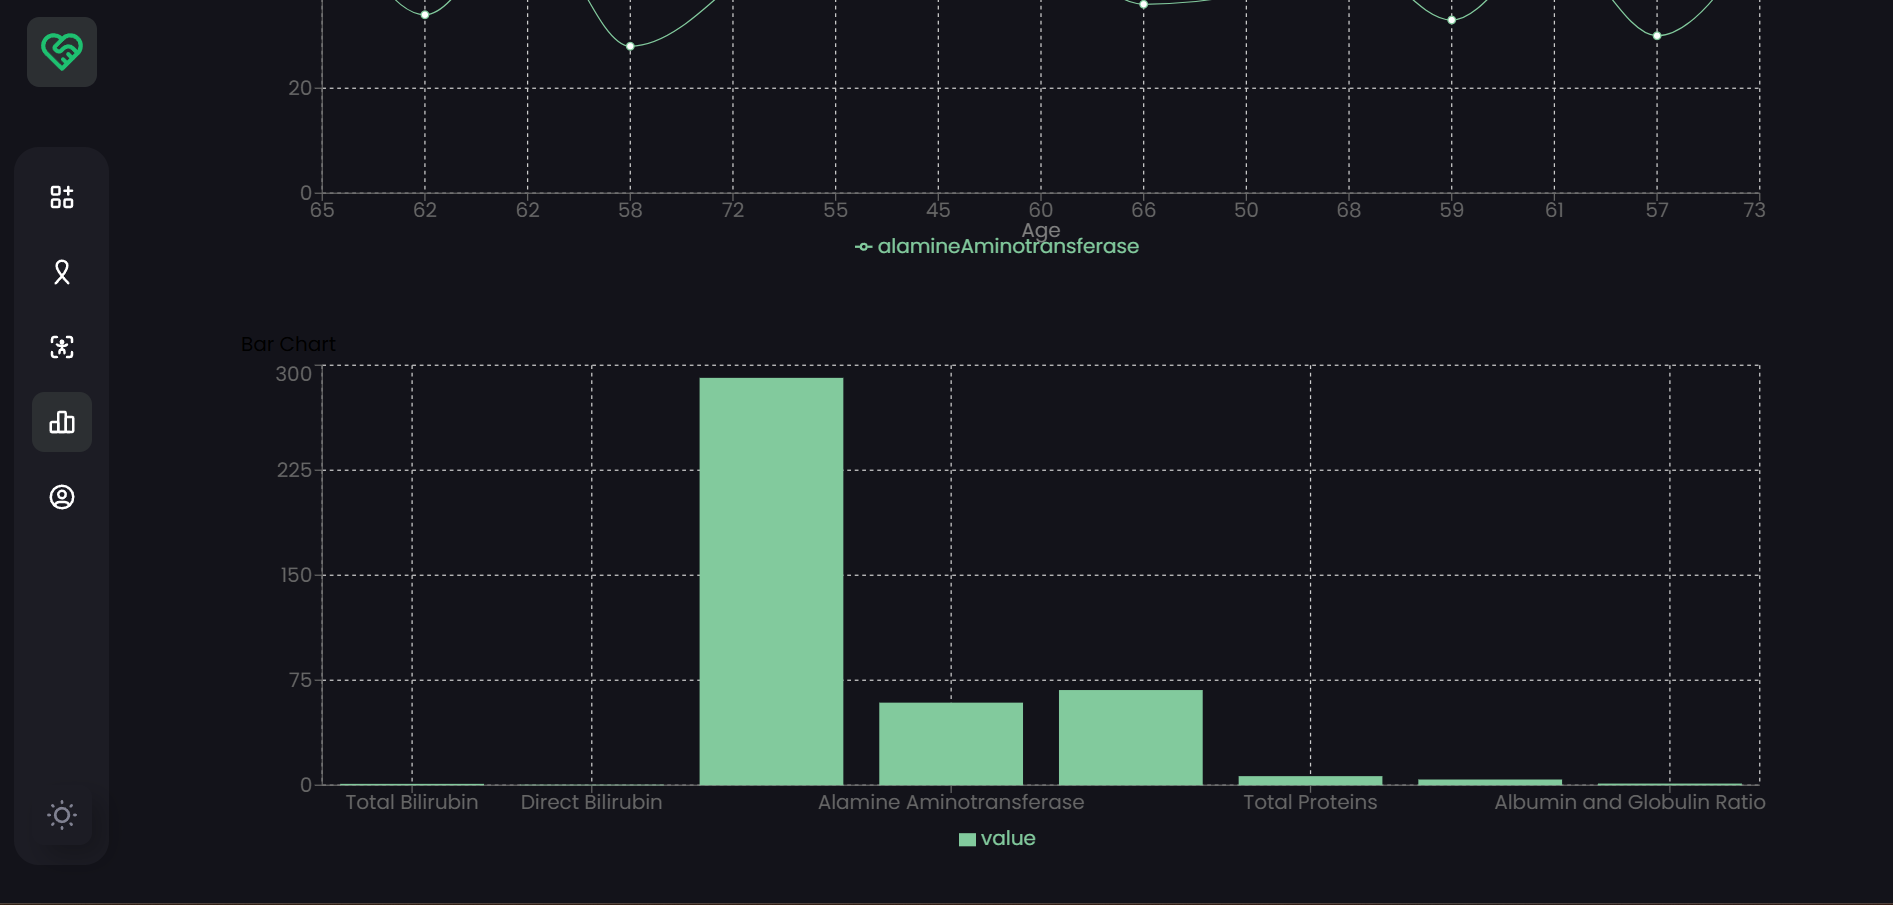 20
0
65 62 62 58 72 55 45 60 66 50 68 59 61 57 73
Age
alamineAminotransferase
Bar Chart
300
225
150
75
0
Total Bilirubin Direct Bilirubin Alamine Aminotransferase Total Proteins Albumin and Globulin Ratio
value